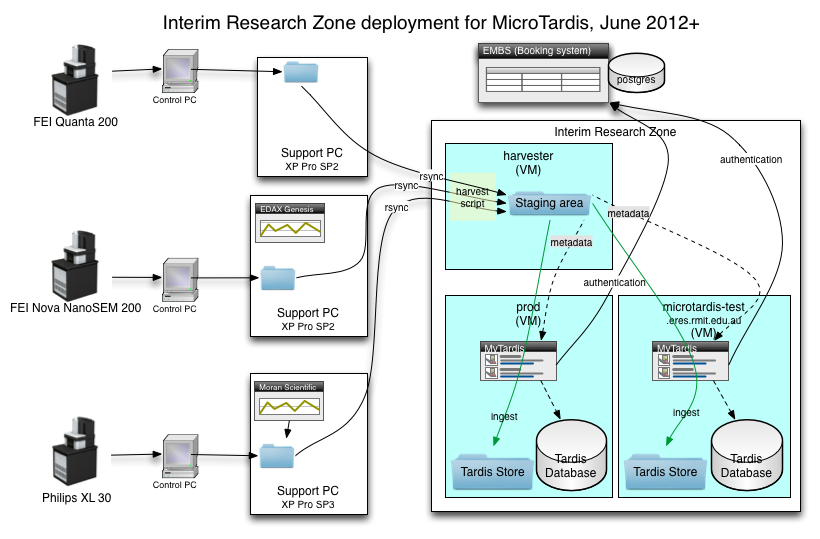 Interim Research Zone deployment for MicroTardis, June 2012+
FEI Quanta 200
Control PC
Support PC
XP Pro SP2
EMBS (Booking system)
postgres
Interim Research Zone
harvester
(VM)
rsync
rsync
rsync
harvest
script
Staging area
metadata
metadata
authentication
authentication
EDAX Genesis
FEI Nova NanoSEM 200
Control PC
Support PC
XP Pro SP2
prod
(VM)
MyTardis
ingest
Tardis Store
Tardis
Database
microtardis-test
.eres.rmit.edu.au
(VM)
MyTardis
ingest
Tardis Store
Tardis
Database
Moran Scientific
Philips XL 30
Control PC
Support PC
XP Pro SP3